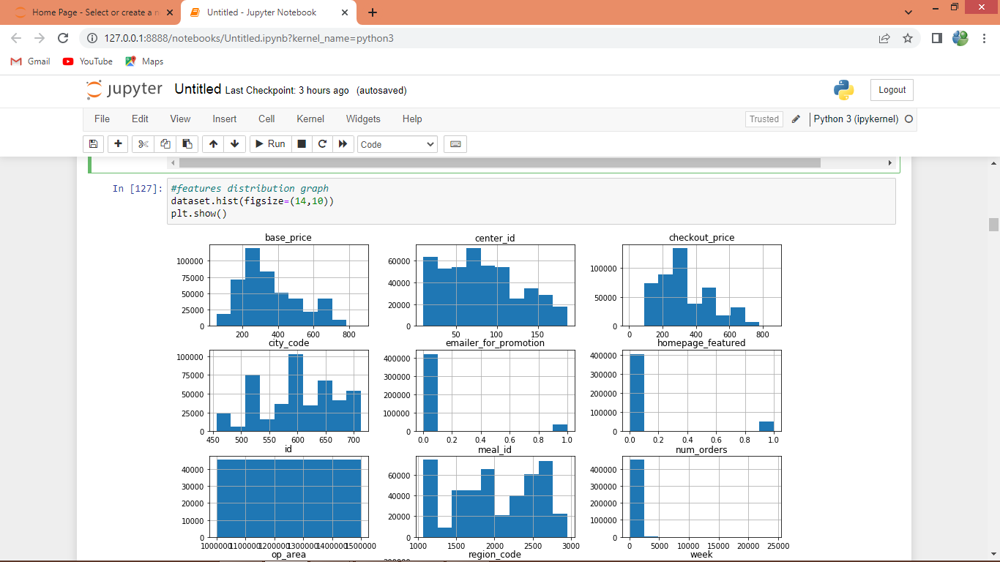 Home Page - Select or create a n
Untitled - Jupyter Notebook
127.0.0.1:8888/notebooks/Untitled.ipynb?kernel_name=python3
Gmail YouTube Maps
jupyter Untitled Last Checkpoint: 3 hours ago (autosaved) Logout
File Edit View Insert Cell Kernel Widgets Help Trusted Python 3 (ipykernel)
Run Code
In [127]: #features distribution graph
dataset.hist(figsize=(14,10))
plt.show()
base_price
100000
75000
50000
25000
0
200 400 600 800
center_id
60000
40000
20000
0
50 100 150
checkout_price
100000
50000
0
0 200 400 600 800
city_code
100000
75000
50000
25000
0
450 500 550 600 650 700
emailer_for_promotion
400000
300000
200000
100000
0
0.0 0.2 0.4 0.6 0.8 1.0
homepage_featured
400000
300000
200000
100000
0
0.0 0.2 0.4 0.6 0.8 1.0
id
40000
30000
20000
10000
0
1000000 1100000 1200000 1300000 1400000 1500000
meal_id
60000
40000
20000
0
1000 1500 2000 2500 3000
num_orders
400000
300000
200000
100000
0
0 5000 10000 15000 20000 25000
op_area
region_code
week